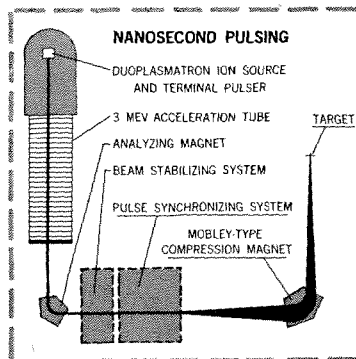 NANOSECOND PULSING
DUOPLASMATRON ION SOURCE
AND TERMINAL PULSER
3 MEV ACCELERATION TUBE
ANALYZING MAGNET
BEAM STABILIZING SYSTEM
PULSE SYNCHRONIZING SYSTEM
MOBLEY-TYPE
COMPRESSION MAGNET
TARGET